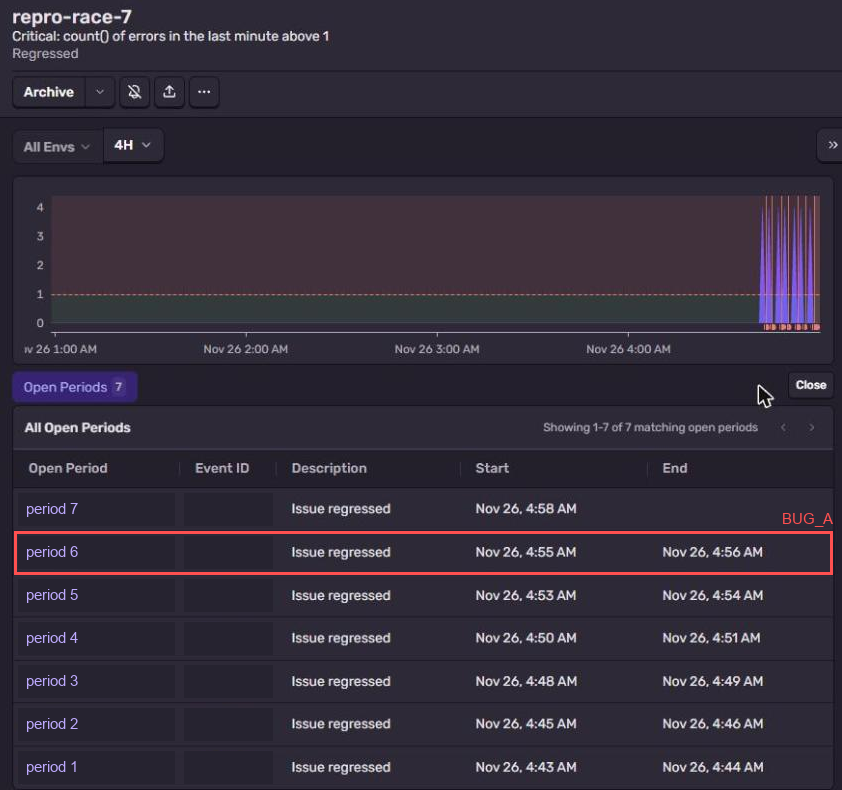 repro-race-7
Critical: count() of errors in the last minute above 1
Regressed
Archive
All Envs 4H
4
3
2
1
0
ıv 26 1:00 AM Nov 26 2:00 AM Nov 26 3:00 AM Nov 26 4:00 AM
Open Periods 7 Close
All Open Periods Showing 1-7 of 7 matching open periods
Open Period Event ID Description Start End
period 7 Issue regressed Nov 26, 4:58 AM
BUG_A
period 6 Issue regressed Nov 26, 4:55 AM Nov 26, 4:56 AM
period 5 Issue regressed Nov 26, 4:53 AM Nov 26, 4:54 AM
period 4 Issue regressed Nov 26, 4:50 AM Nov 26, 4:51 AM
period 3 Issue regressed Nov 26, 4:48 AM Nov 26, 4:49 AM
period 2 Issue regressed Nov 26, 4:45 AM Nov 26, 4:46 AM
period 1 Issue regressed Nov 26, 4:43 AM Nov 26, 4:44 AM